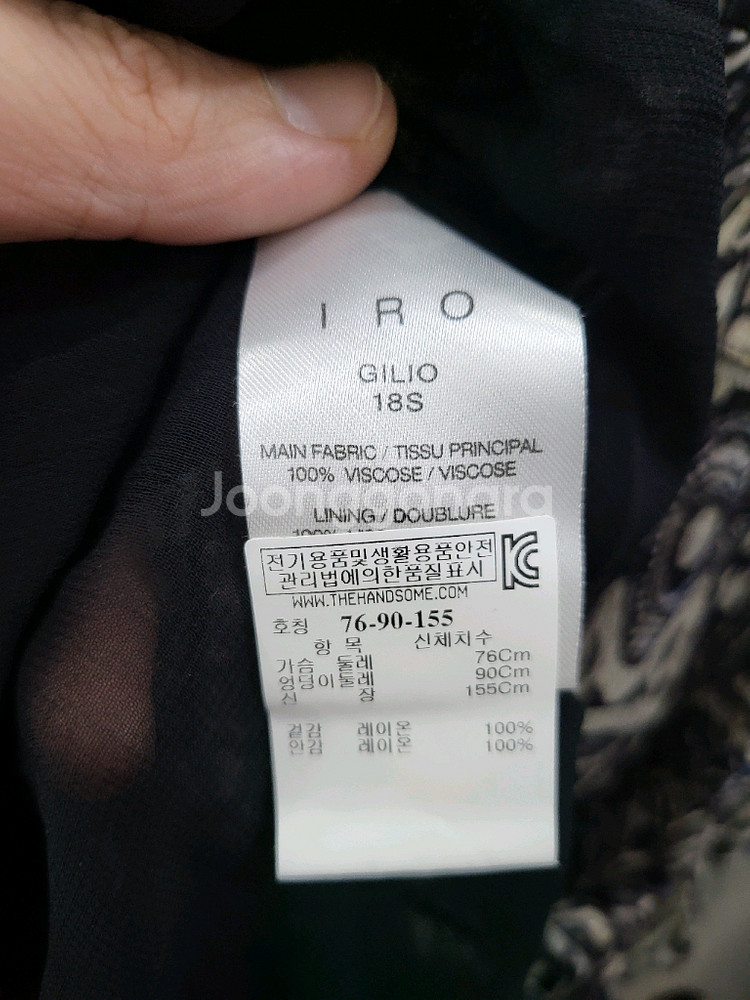 IRO
GILIO
18S
MAIN FABRIC / TISSU PRINCIPAL
100% VISCOSE / VISCOSE
Joongonara
LINING / DOUBLURE
100%
전기용품및생활용품안전
관리법에의한품질표시
WWW.THEHANDSOME.COM
호칭 76-90-155
항 목 신체치수
가슴 둘레 76Cm
엉덩이둘레 90Cm
신 장 155Cm
겉감 레이온 100%
안감 레이온 100%